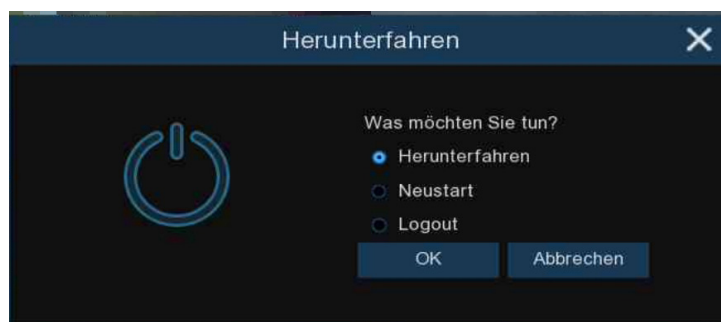 Herunterfahren
Was möchten Sie tun?
Herunterfahren
Neustart
Logout
OK Abbrechen